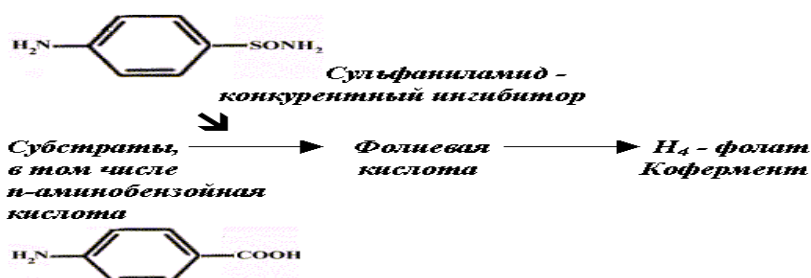 H₂N—SONH₂
Сульфаниламид -
конкурентный ингибитор
Субстраты, Фолиевая H₄ - фолат
в том числе кислота Кофермент
п-аминобензойная
кислота
H₂N—COOH